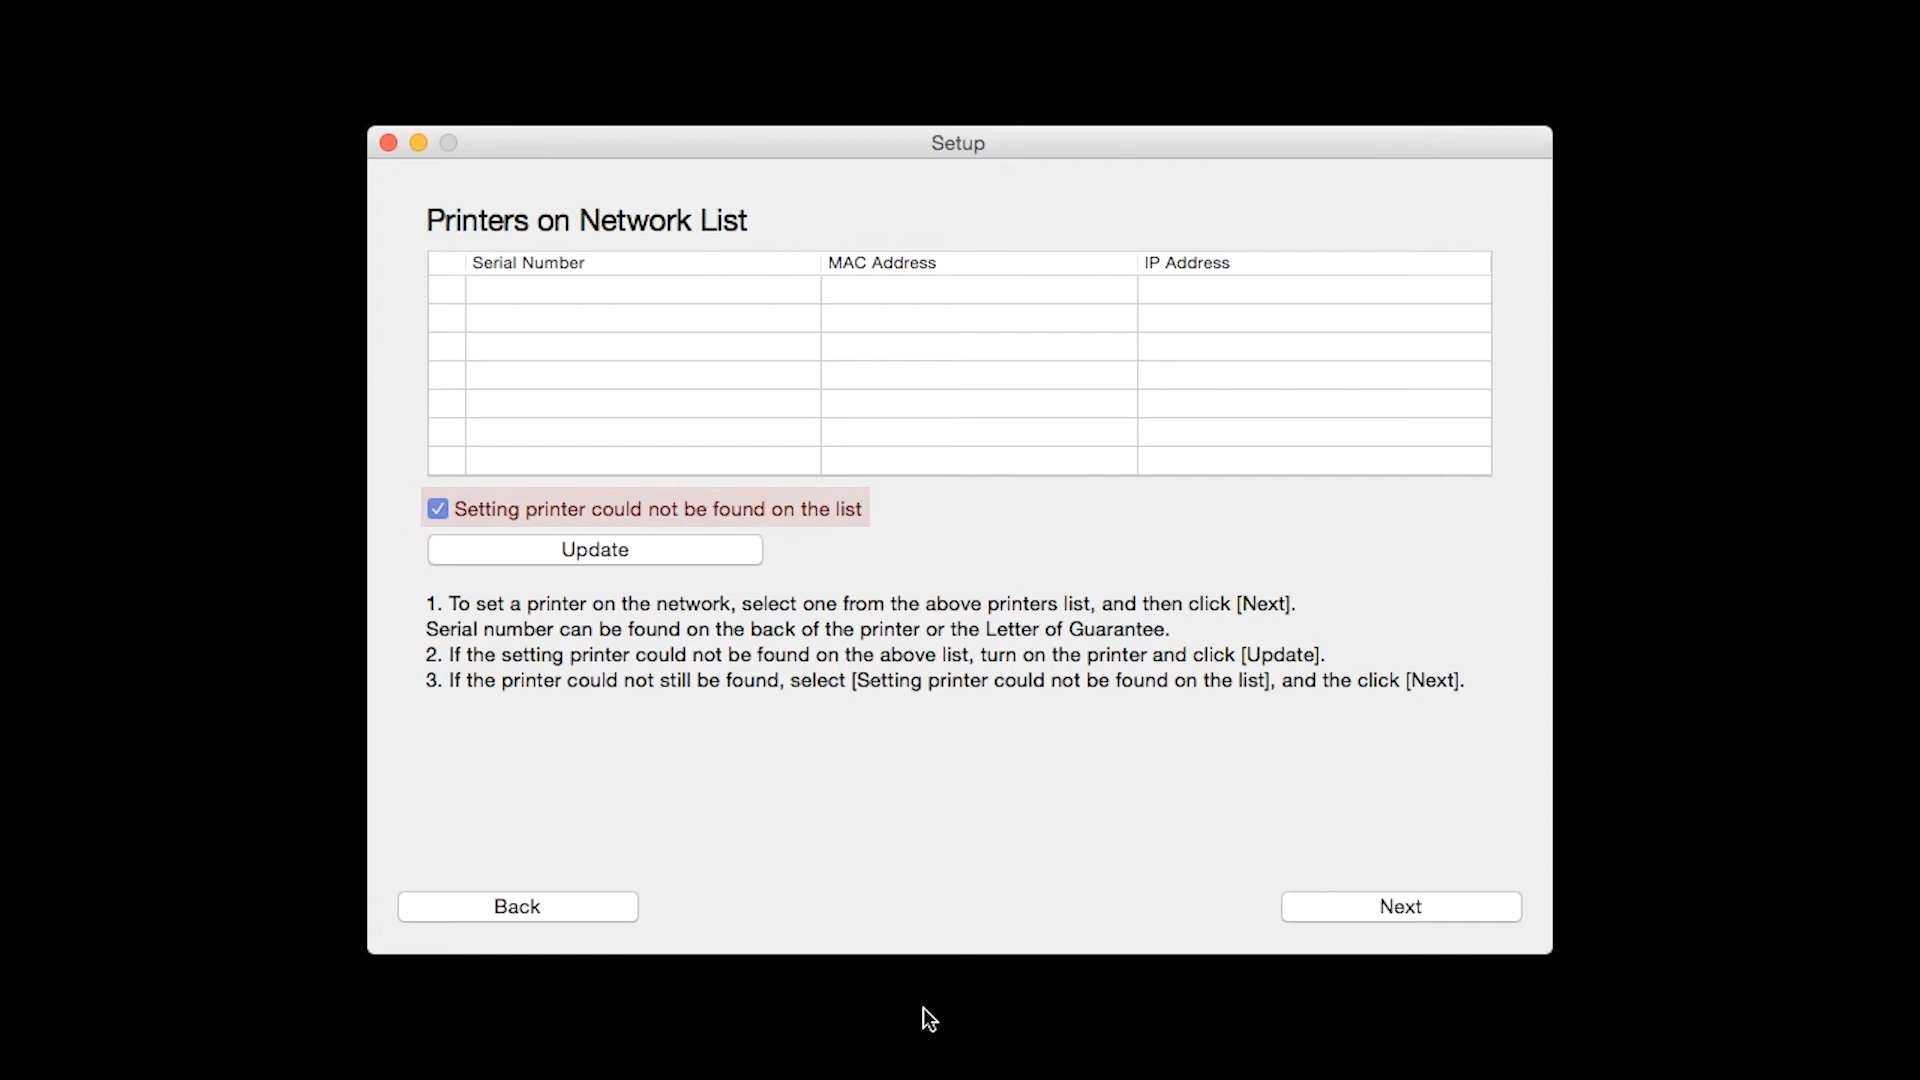 Setup
Printers on Network List
Serial Number MAC Address IP Address
Setting printer could not be found on the list
Update
1. To set a printer on the network, select one from the above printers list, and then click [Next].
Serial number can be found on the back of the printer or the Letter of Guarantee.
2. If the setting printer could not be found on the above list, turn on the printer and click [Update].
3. If the printer could not still be found, select [Setting printer could not be found on the list], and the click [Next].
Back Next